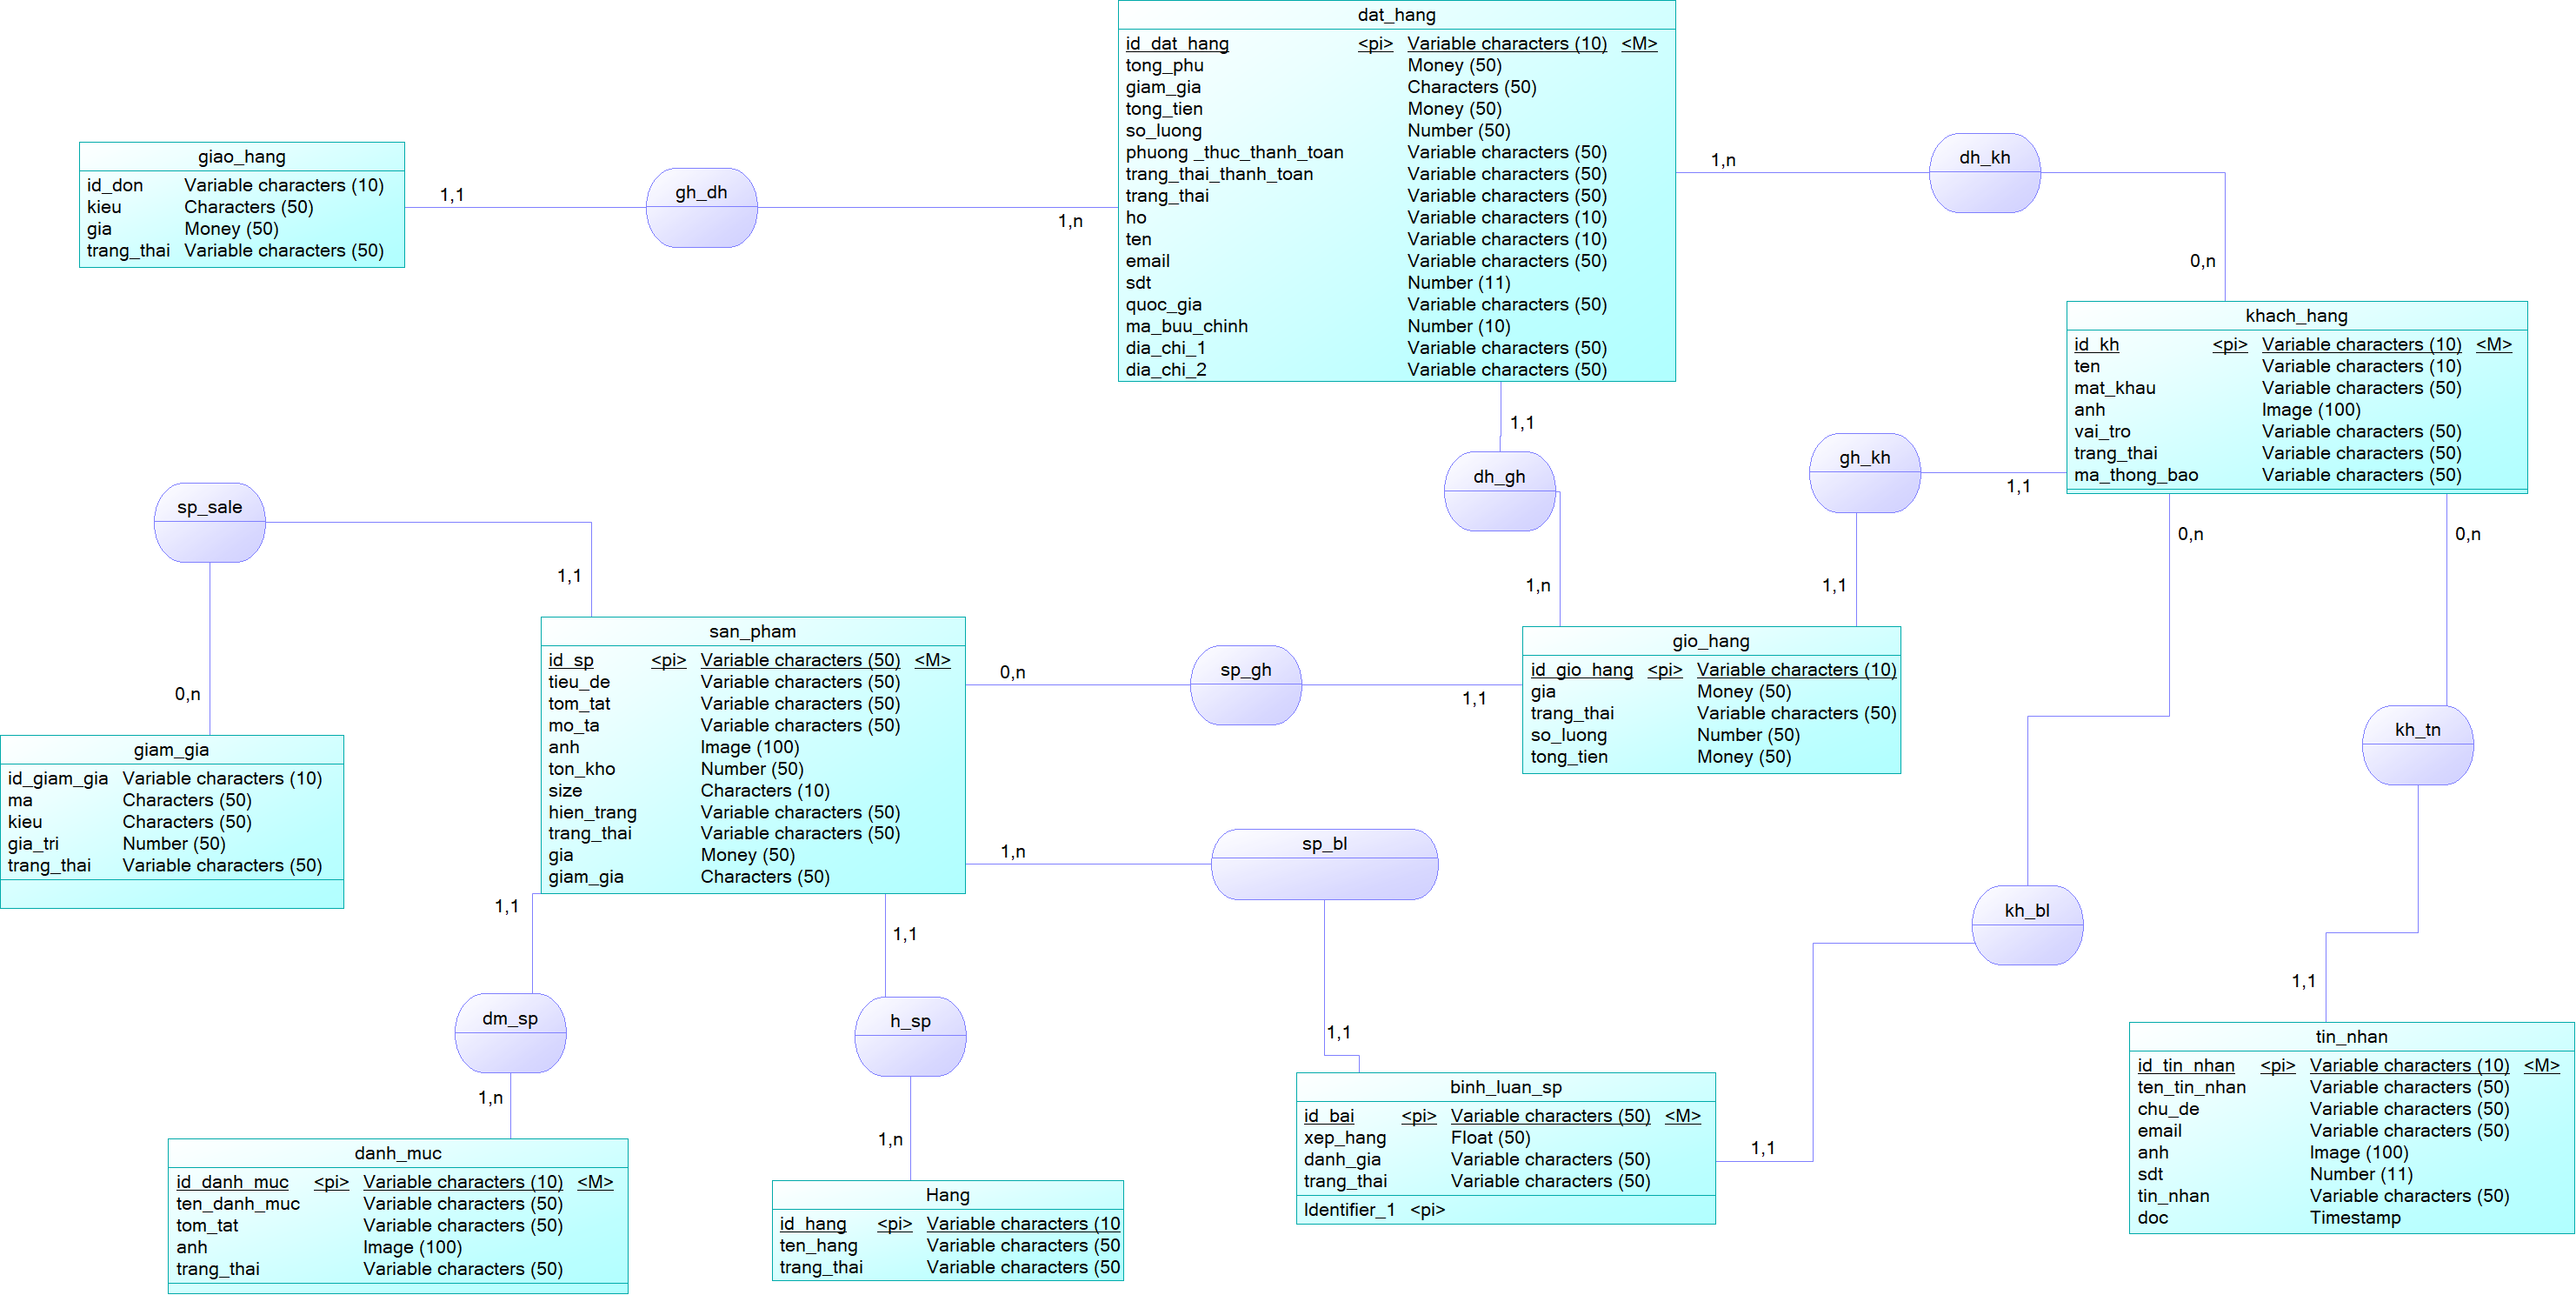 dat_hang
id_dat_hang <pi> Variable characters (10) <M>
tong_phu Money (50)
giam_gia Characters (50)
tong_tien Money (50)
so_luong Number (50)
phuong _thuc_thanh_toan Variable characters (50)
trang_thai_thanh_toan Variable characters (50)
trang_thai Variable characters (50)
ho Variable characters (10)
ten Variable characters (10)
email Variable characters (50)
sdt Number (11)
quoc_gia Variable characters (50)
ma_buu_chinh Number (10)
dia_chi_1 Variable characters (50)
dia_chi_2 Variable characters (50)
giao_hang
id_don Variable characters (10)
kieu Characters (50)
gia Money (50)
trang_thai Variable characters (50)
1,1
gh_dh
1,n
1,n
dh_kh
0,n
khach_hang
id_kh <pi> Variable characters (10) <M>
ten Variable characters (10)
mat_khau Variable characters (50)
anh Image (100)
vai_tro Variable characters (50)
trang_thai Variable characters (50)
ma_thong_bao Variable characters (50)
1,1
dh_gh
1,n
gh_kh
1,1
1,1
0,n
0,n
sp_sale
1,1
0,n
san_pham
id_sp <pi> Variable characters (50) <M>
tieu_de Variable characters (50)
tom_tat Variable characters (50)
mo_ta Variable characters (50)
anh Image (100)
ton_kho Number (50)
size Characters (10)
hien_trang Variable characters (50)
trang_thai Variable characters (50)
gia Money (50)
giam_gia Characters (50)
0,n
sp_gh
1,1
gio_hang
id_gio_hang <pi> Variable characters (10)
gia Money (50)
trang_thai Variable characters (50)
so_luong Number (50)
tong_tien Money (50)
kh_tn
giam_gia
id_giam_gia Variable characters (10)
ma Characters (50)
kieu Characters (50)
gia_tri Number (50)
trang_thai Variable characters (50)
1,n
sp_bl
1,1
1,1
1,1
kh_bl
1,1
dm_sp
h_sp
1,n
1,n
1,1
danh_muc
id_danh_muc <pi> Variable characters (10) <M>
ten_danh_muc Variable characters (50)
tom_tat Variable characters (50)
anh Image (100)
trang_thai Variable characters (50)
Hang
id_hang <pi> Variable characters (10
ten_hang Variable characters (50
trang_thai Variable characters (50
binh_luan_sp
id_bai <pi> Variable characters (50) <M>
xep_hang Float (50)
danh_gia Variable characters (50)
trang_thai Variable characters (50)
Identifier_1 <pi>
tin_nhan
id_tin_nhan <pi> Variable characters (10) <M>
ten_tin_nhan Variable characters (50)
chu_de Variable characters (50)
email Variable characters (50)
anh Image (100)
sdt Number (11)
tin_nhan Variable characters (50)
doc Timestamp